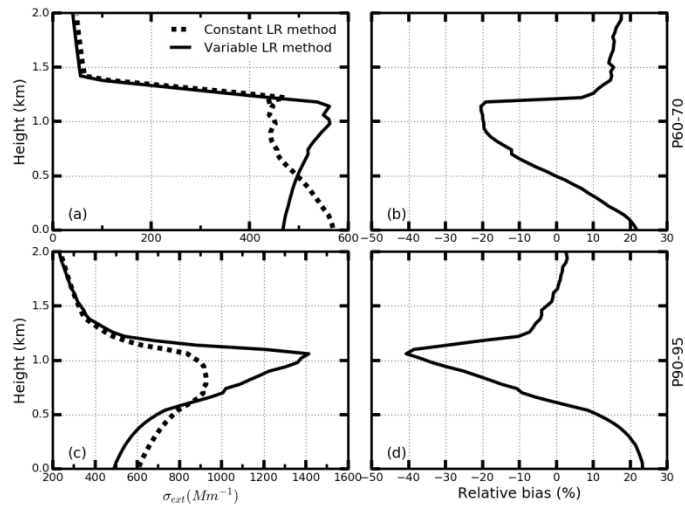 2.0
1.5
1.0
0.5
0.0
Height (km)
Constant LR method
Variable LR method
(a)
0 200 400 600
(b)
−50 −40 −30 −20 −10 0 10 20 30
P60-70
2.0
1.5
1.0
0.5
0.0
Height (km)
(c)
200 400 600 800 1000 1200 1400 1600
σ_ext(Mm⁻¹)
(d)
−50 −40 −30 −20 −10 0 10 20 30
Relative bias (%)
P90-95